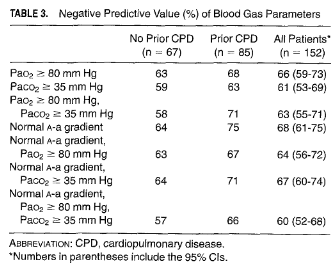 TABLE 3. Negative Predictive Value (%) of Blood Gas Parameters
No Prior CPD Prior CPD All Patients*
(n = 67) (n = 85) (n = 152)
PaO2 ≥ 80 mm Hg 63 68 66 (59-73)
PaCO2 ≥ 35 mm Hg 59 63 61 (53-69)
PaO2 ≥ 80 mm Hg,
PaCO2 ≥ 35 mm Hg 58 71 63 (55-71)
Normal A-a gradient 64 75 68 (61-75)
Normal A-a gradient,
PaO2 ≥ 80 mm Hg 63 67 64 (56-72)
Normal A-a gradient,
PaCO2 ≥ 35 mm Hg 64 71 67 (60-74)
Normal A-a gradient,
PaO2 ≥ 80 mm Hg,
PaCO2 ≥ 35 mm Hg 57 66 60 (52-68)
ABBREVIATION: CPD, cardiopulmonary disease.
*Numbers in parentheses include the 95% CIs.